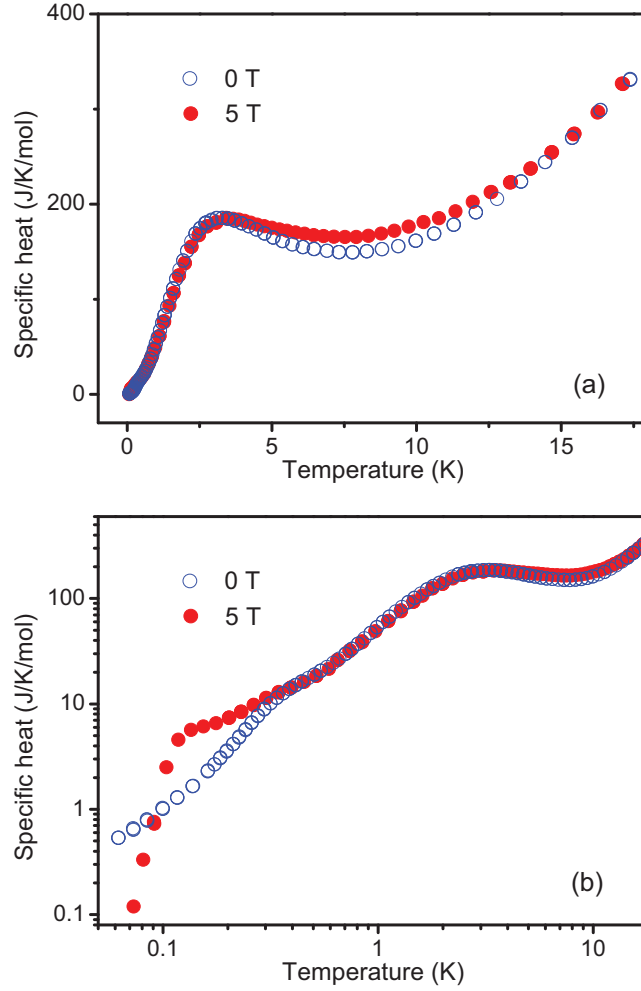 400
200
0
Specific heat (J/K/mol)
0 T
5 T
(a)
0 5 10 15
Temperature (K)
100
10
1
0.1
Specific heat (J/K/mol)
0 T
5 T
(b)
0.1 1 10
Temperature (K)